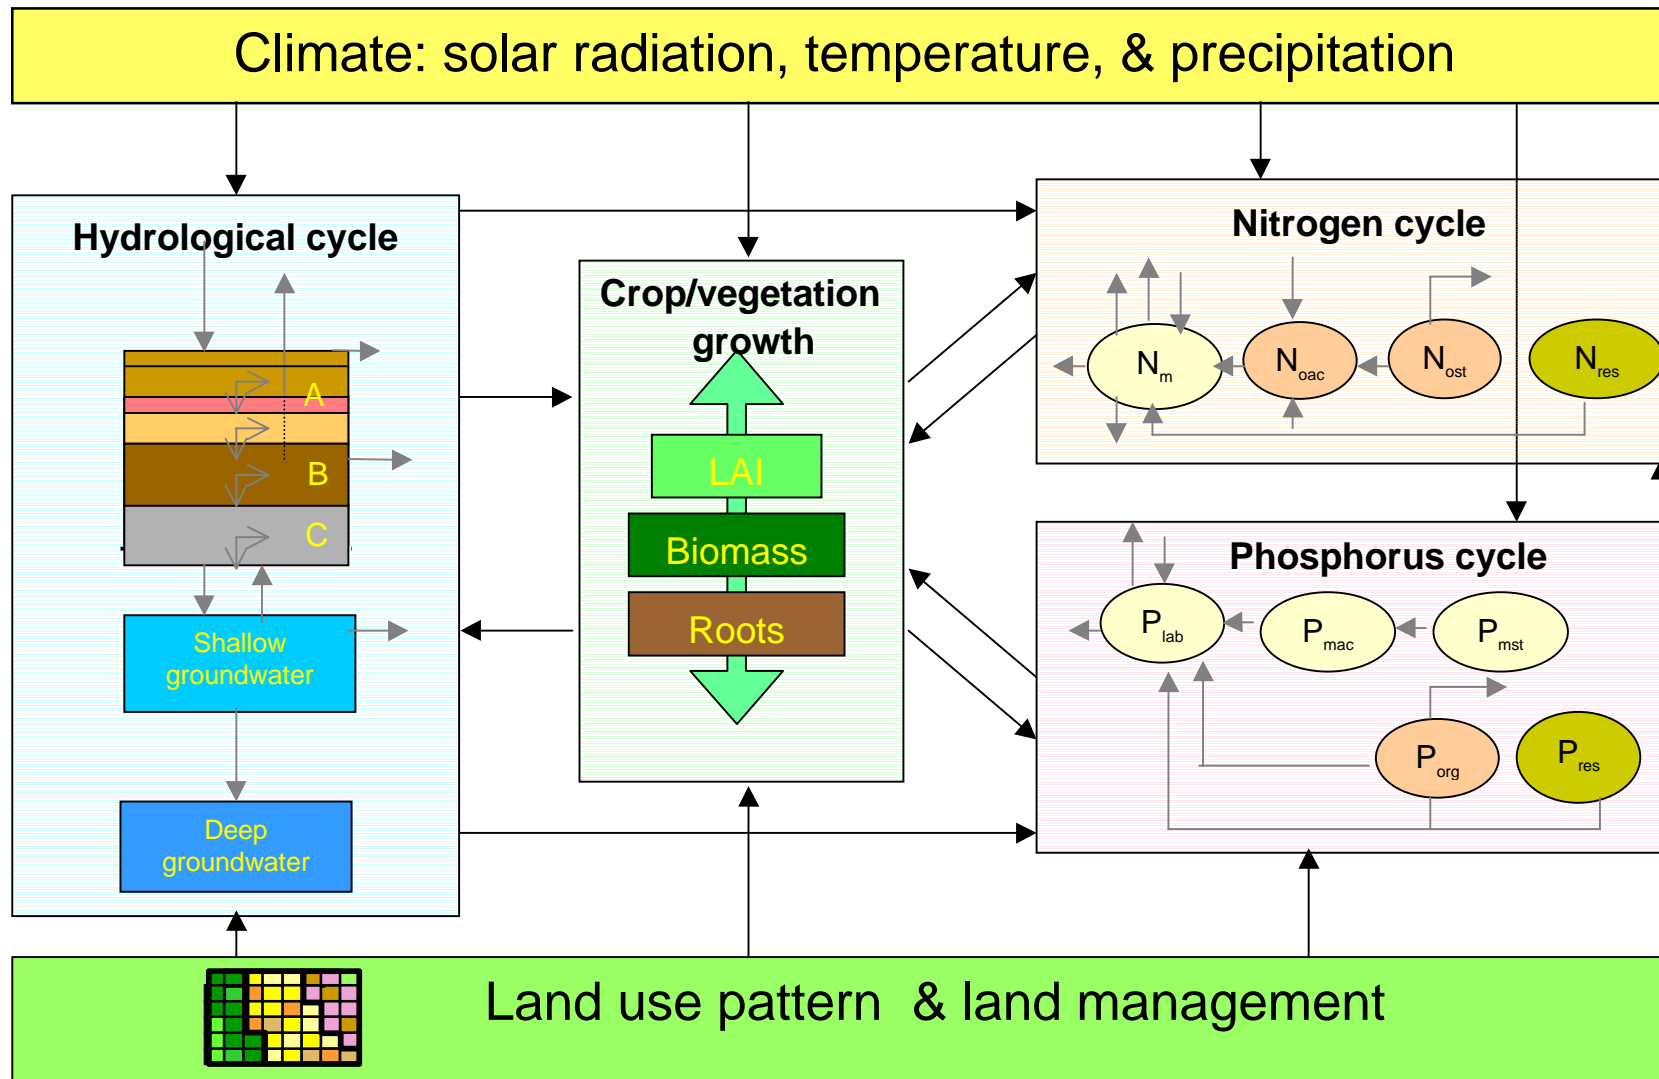 Climate: solar radiation, temperature, & precipitation
Hydrological cycle
A
B
C
Shallow
groundwater
Deep
groundwater
Crop/vegetation
growth
LAI
Biomass
Roots
Nitrogen cycle
Nm
Noac
Nost
Nres
Phosphorus cycle
Plab
Pmac
Pmst
Porg
Pres
Land use pattern & land management